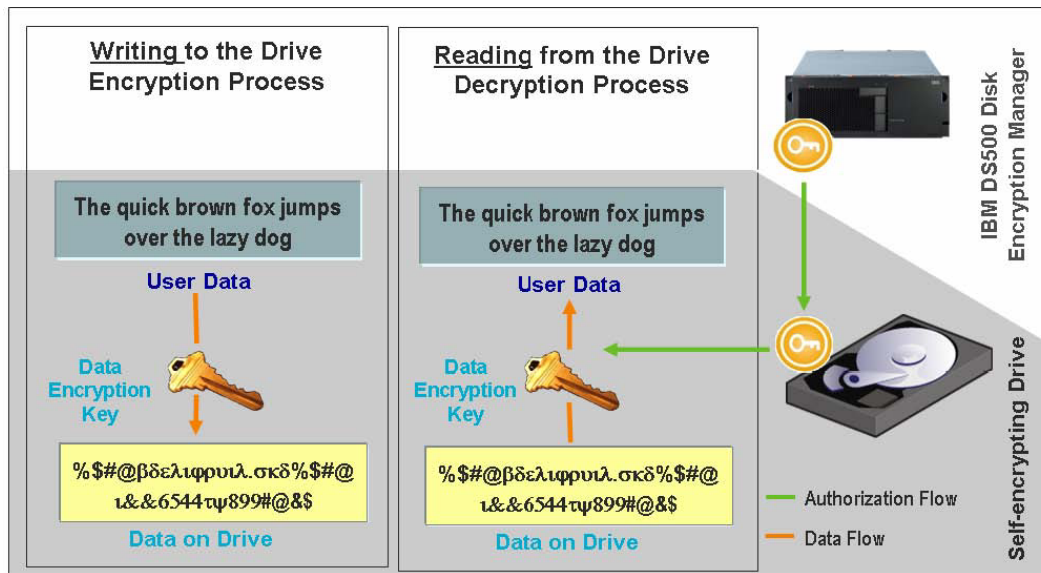 Writing to the Drive
Encryption Process
The quick brown fox jumps
over the lazy dog
User Data
Data
Encryption
Key
%$#@βδελιφρυιλ.σκδ%$#@
ι&&6544τψ899#@&$
Data on Drive
Reading from the Drive
Decryption Process
The quick brown fox jumps
over the lazy dog
User Data
Data
Encryption
Key
%$#@βδελιφρυιλ.σκδ%$#@
ι&&6544τψ899#@&$
Data on Drive
IBM DS500 Disk
Encryption Manager
Self-encrypting Drive
Authorization Flow
Data Flow